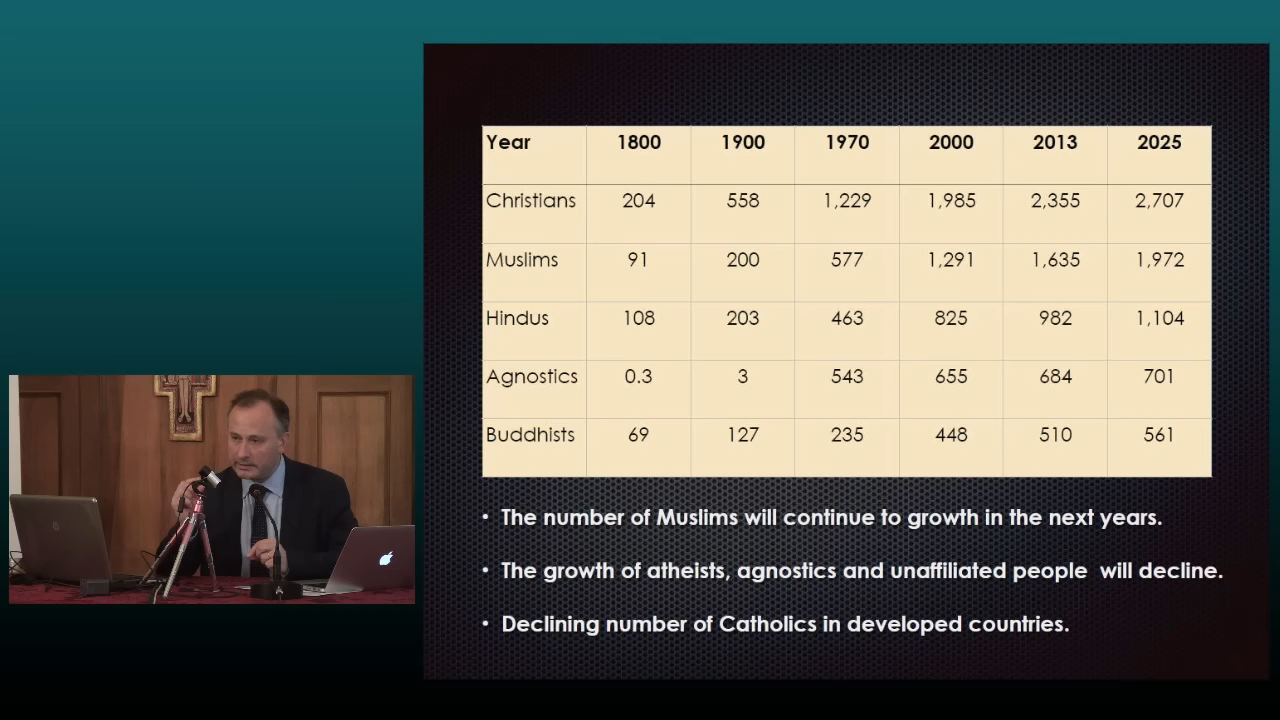 Year 1800 1900 1970 2000 2013 2025
Christians 204 558 1,229 1,985 2,355 2,707
Muslims 91 200 577 1,291 1,635 1,972
Hindus 108 203 463 825 982 1,104
Agnostics 0.3 3 543 655 684 701
Buddhists 69 127 235 448 510 561
• The number of Muslims will continue to growth in the next years.
• The growth of atheists, agnostics and unaffiliated people will decline.
• Declining number of Catholics in developed countries.